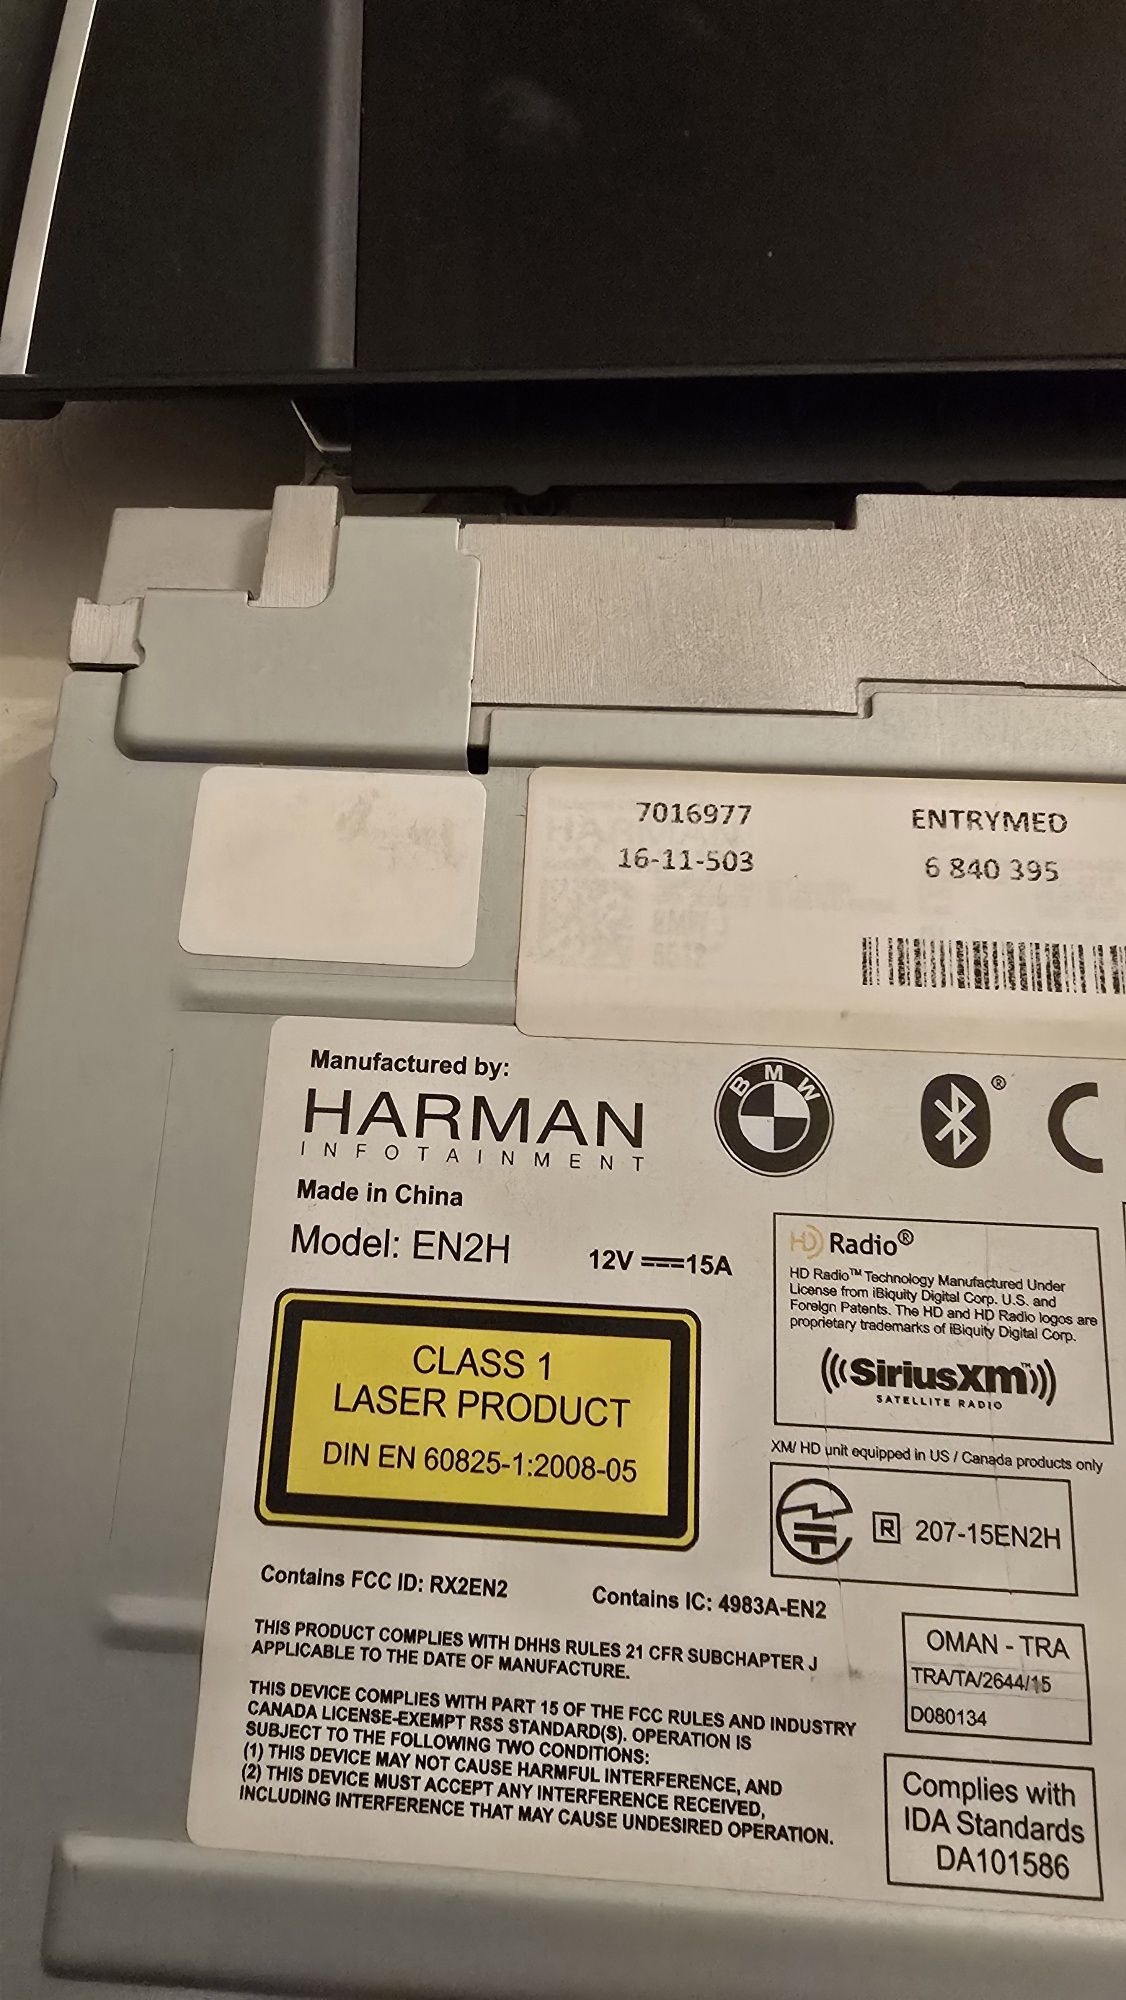 7016977
ENTRYMED
16-11-503
6 840 395
Manufactured by:
HARMAN
INFOTAINMENT
BMW
®
Made in China
Model: EN2H
12V 15A
HD Radio®
HD Radio™ Technology Manufactured Under
License from iBiquity Digital Corp. U.S. and
Foreign Patents. The HD and HD Radio logos are
proprietary trademarks of iBiquity Digital Corp.
SiriusXM™
SATELLITE RADIO
XM/ HD unit equipped in US / Canada products only
CLASS 1
LASER PRODUCT
DIN EN 60825-1:2008-05
R 207-15EN2H
Contains FCC ID: RX2EN2
Contains IC: 4983A-EN2
THIS PRODUCT COMPLIES WITH DHHS RULES 21 CFR SUBCHAPTER J
APPLICABLE TO THE DATE OF MANUFACTURE.
THIS DEVICE COMPLIES WITH PART 15 OF THE FCC RULES AND INDUSTRY
CANADA LICENSE-EXEMPT RSS STANDARD(S). OPERATION IS
SUBJECT TO THE FOLLOWING TWO CONDITIONS:
(1) THIS DEVICE MAY NOT CAUSE HARMFUL INTERFERENCE, AND
(2) THIS DEVICE MUST ACCEPT ANY INTERFERENCE RECEIVED,
INCLUDING INTERFERENCE THAT MAY CAUSE UNDESIRED OPERATION.
OMAN - TRA
TRA/TA/2644/15
D080134
Complies with
IDA Standards
DA101586